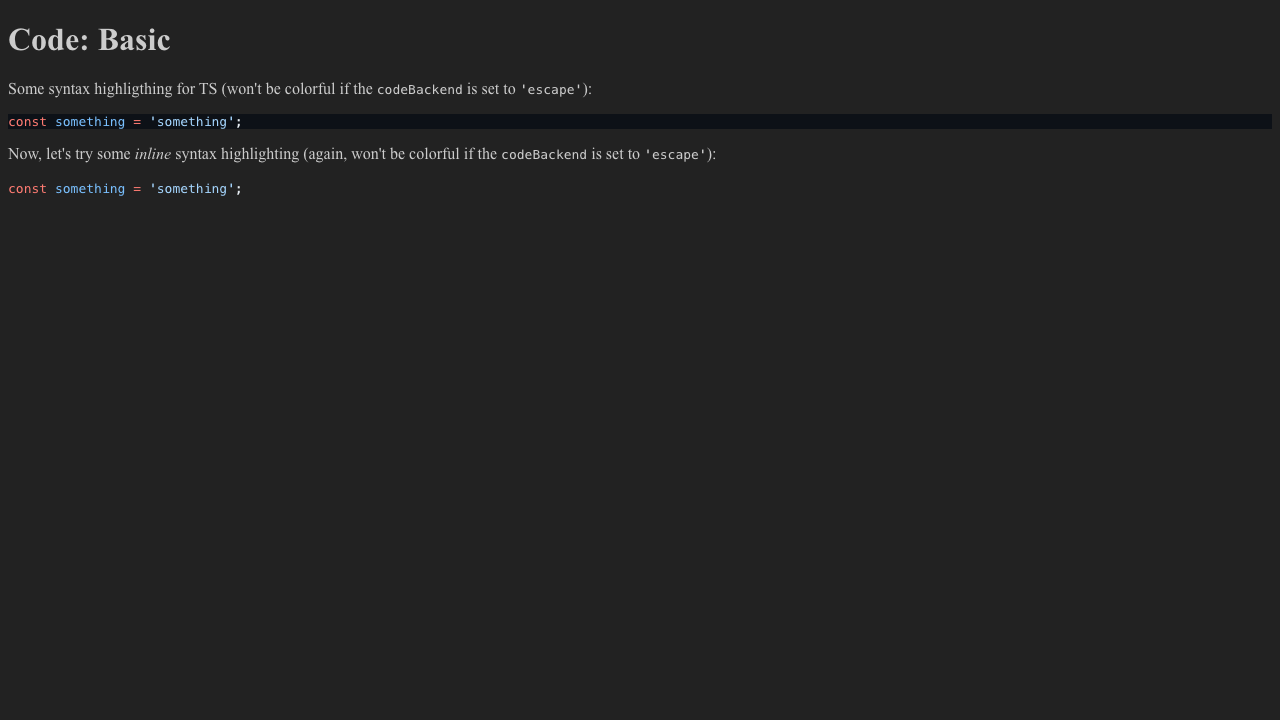 Code: Basic
Some syntax higligthing for TS (won't be colorful if the codeBackend is set to 'escape'):
const something = 'something';
Now, let's try some inline syntax highlighting (again, won't be colorful if the codeBackend is set to 'escape'):
const something = 'something';